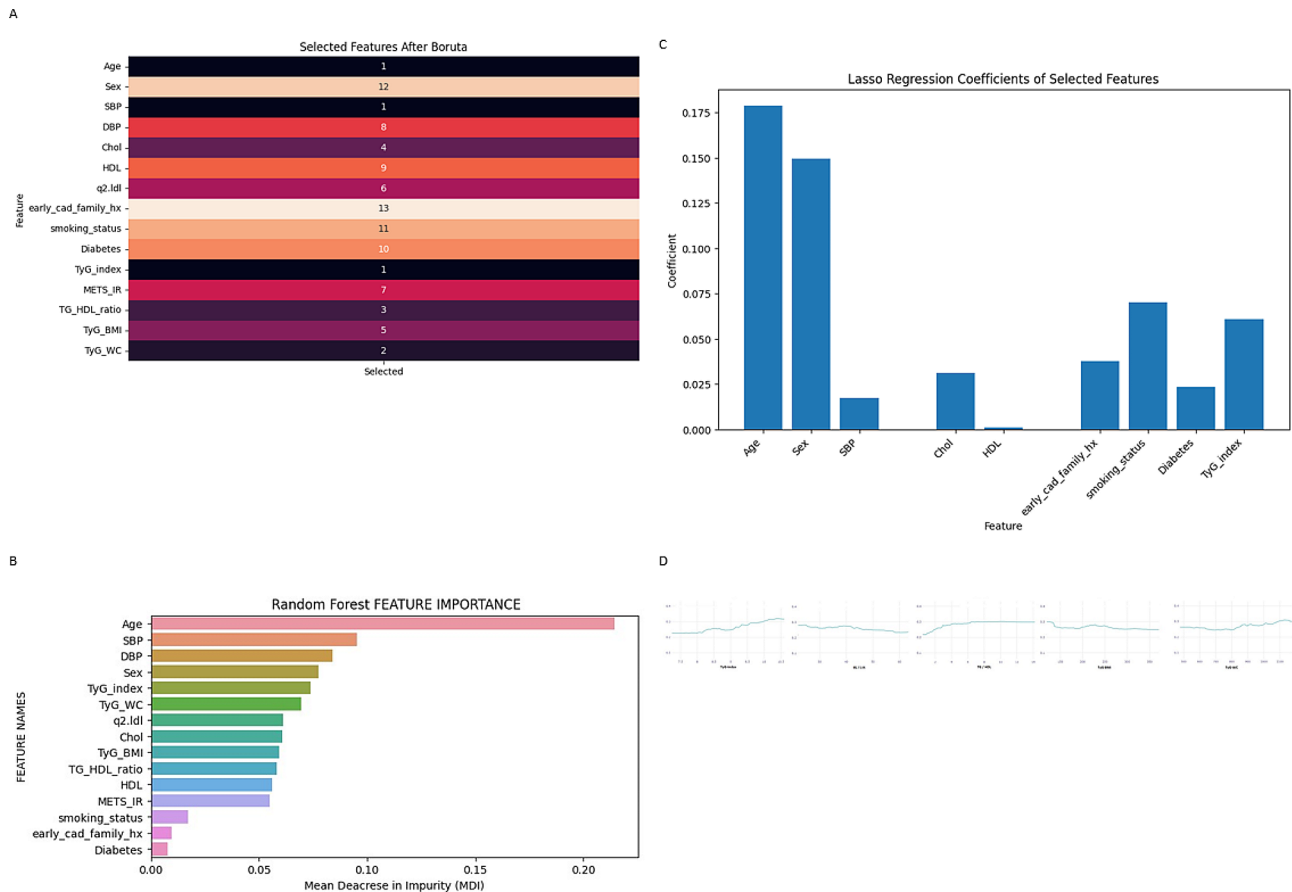 A
Selected Features After Boruta
Feature
Age 1
Sex 12
SBP 1
DBP 8
Chol 4
HDL 9
q2.ldl 6
early_cad_family_hx 13
smoking_status 11
Diabetes 10
TyG_index 1
METS_IR 7
TG_HDL_ratio 3
TyG_BMI 5
TyG_WC 2
Selected
C
Lasso Regression Coefficients of Selected Features
Coefficient
0.175
0.150
0.125
0.100
0.075
0.050
0.025
0.000
Age
Sex
SBP
Chol
HDL
early_cad_family_hx
smoking_status
Diabetes
TyG_index
Feature
B
Random Forest FEATURE IMPORTANCE
FEATURE NAMES
Age
SBP
DBP
Sex
TyG_index
TyG_WC
q2.ldl
Chol
TyG_BMI
TG_HDL_ratio
HDL
METS_IR
smoking_status
early_cad_family_hx
Diabetes
0.00 0.05 0.10 0.15 0.20
Mean Deacrese in Impurity (MDI)
D